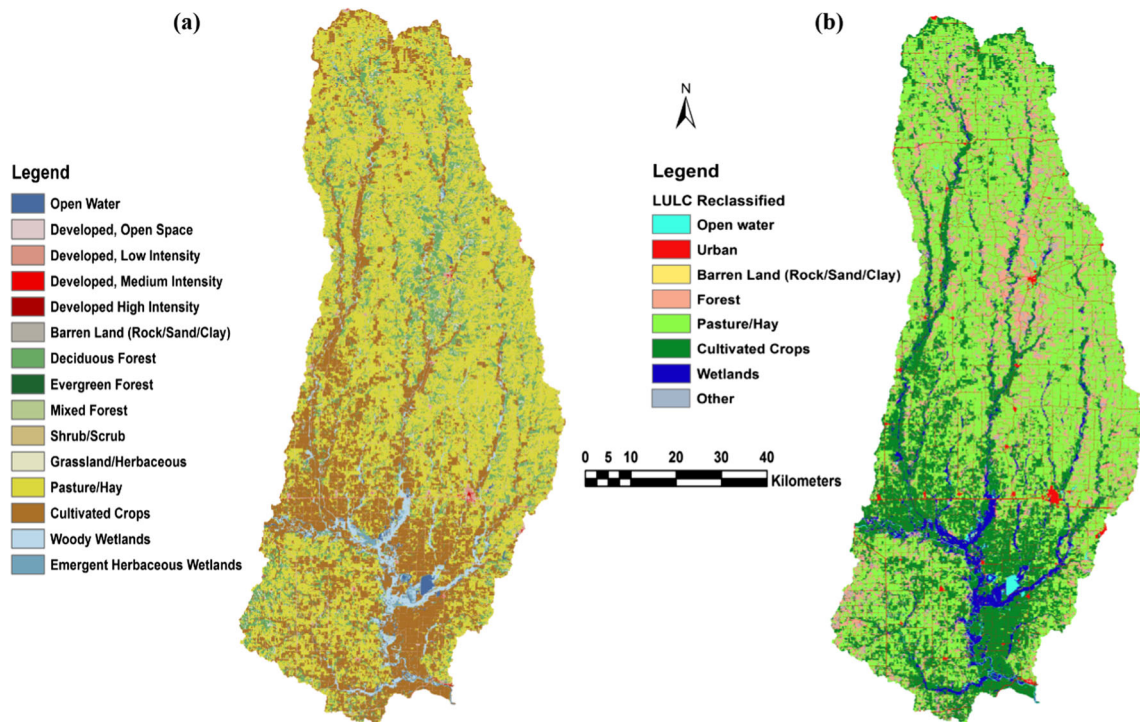 (a)
(b)
N
Legend
Open Water
Developed, Open Space
Developed, Low Intensity
Developed, Medium Intensity
Developed High Intensity
Barren Land (Rock/Sand/Clay)
Deciduous Forest
Evergreen Forest
Mixed Forest
Shrub/Scrub
Grassland/Herbaceous
Pasture/Hay
Cultivated Crops
Woody Wetlands
Emergent Herbaceous Wetlands
Legend
LULC Reclassified
Open water
Urban
Barren Land (Rock/Sand/Clay)
Forest
Pasture/Hay
Cultivated Crops
Wetlands
Other
0 5 10 20 30 40
Kilometers